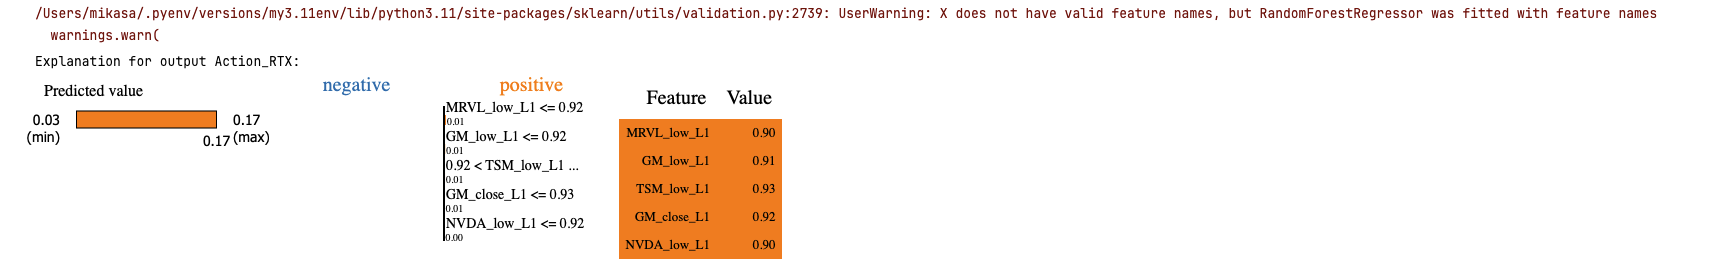 /Users/mikasa/.pyenv/versions/my3.11env/lib/python3.11/site-packages/sklearn/utils/validation.py:2739: UserWarning: X does not have valid feature names, but RandomForestRegressor was fitted with feature names
warnings.warn(
Explanation for output Action_RTX:
Predicted value
0.03
(min)
0.17
(max)
0.17
negative
positive
MRVL_low_L1 <= 0.92
0.01
GM_low_L1 <= 0.92
0.01
0.92 < TSM_low_L1 ...
0.01
GM_close_L1 <= 0.93
0.01
NVDA_low_L1 <= 0.92
0.00
Feature Value
MRVL_low_L1 0.90
GM_low_L1 0.91
TSM_low_L1 0.93
GM_close_L1 0.92
NVDA_low_L1 0.90